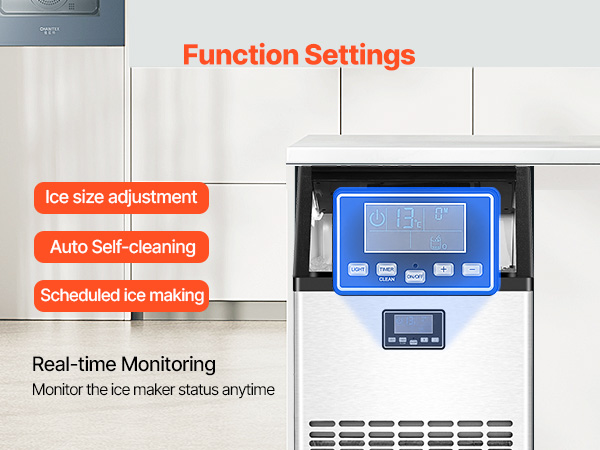 Function Settings
Ice size adjustment
Auto Self-cleaning
Scheduled ice making
Real-time Monitoring
Monitor the ice maker status anytime
13°C
0
LIGHT
TIMER
ON/OFF
+
−
CLEAN